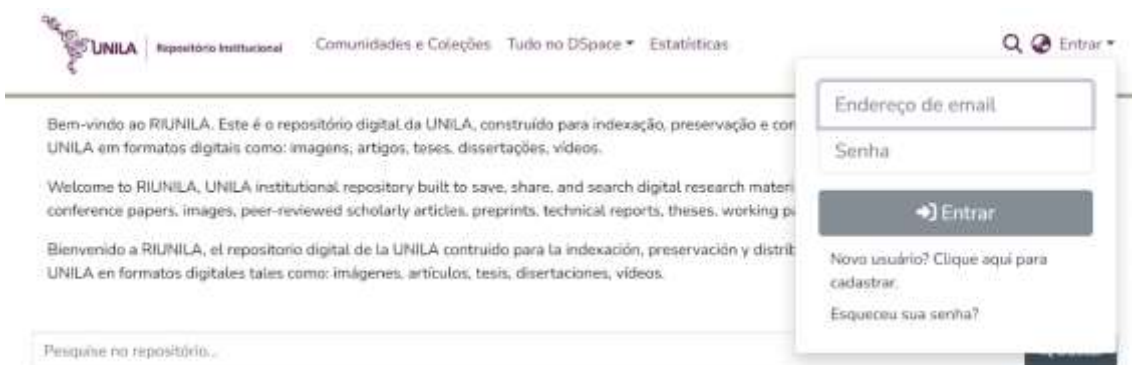 UNILA Repositório Institucional Comunidades e Coleções Tudo no DSpace Estatísticas Entrar
Endereço de email
Senha
Entrar
Novo usuário? Clique aqui para
cadastrar.
Esqueceu sua senha?
Bem-vindo ao RIUNILA. Este é o repositório digital da UNILA, construído para indexação, preservação e
UNILA em formatos digitais como: imagens, artigos, teses, dissertações, vídeos.
Welcome to RIUNILA, UNILA institutional repository built to save, share, and search digital research
conference papers, images, peer-reviewed scholarly articles, preprints, technical reports, theses, working
Bienvenido a RIUNILA, el repositorio digital de la UNILA contruido para la indexación, preservación y
UNILA en formatos digitales tales como: imágenes, artículos, tesis, disertaciones, vídeos.
Pesquise no repositório...